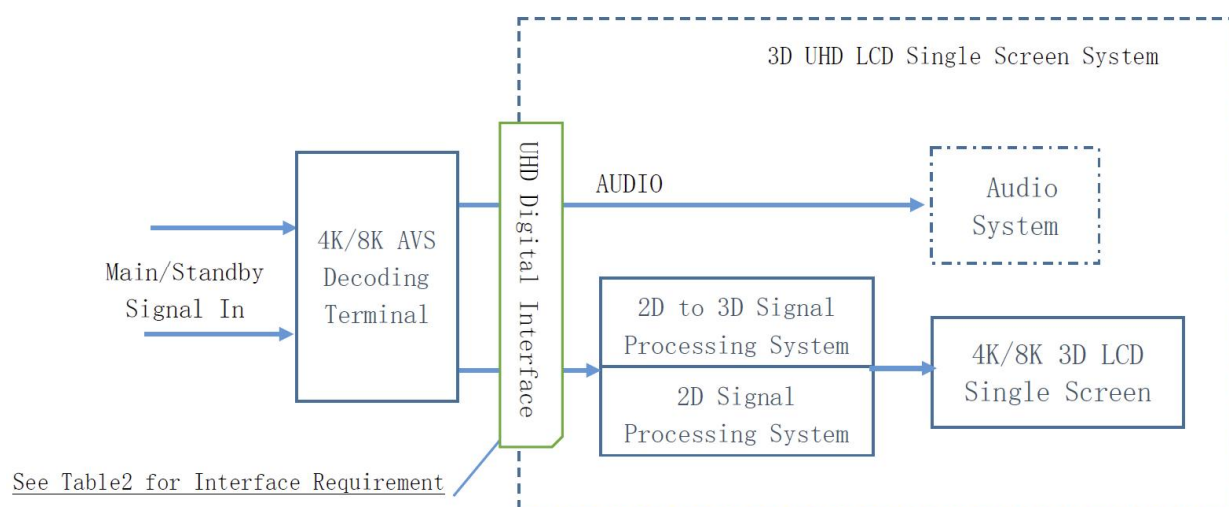 3D UHD LCD Single Screen System
UHD Digital Interface
AUDIO
Audio
System
4K/8K AVS
Decoding
Terminal
Main/Standby
Signal In
2D to 3D Signal
Processing System
2D Signal
Processing System
4K/8K 3D LCD
Single Screen
See Table2 for Interface Requirement